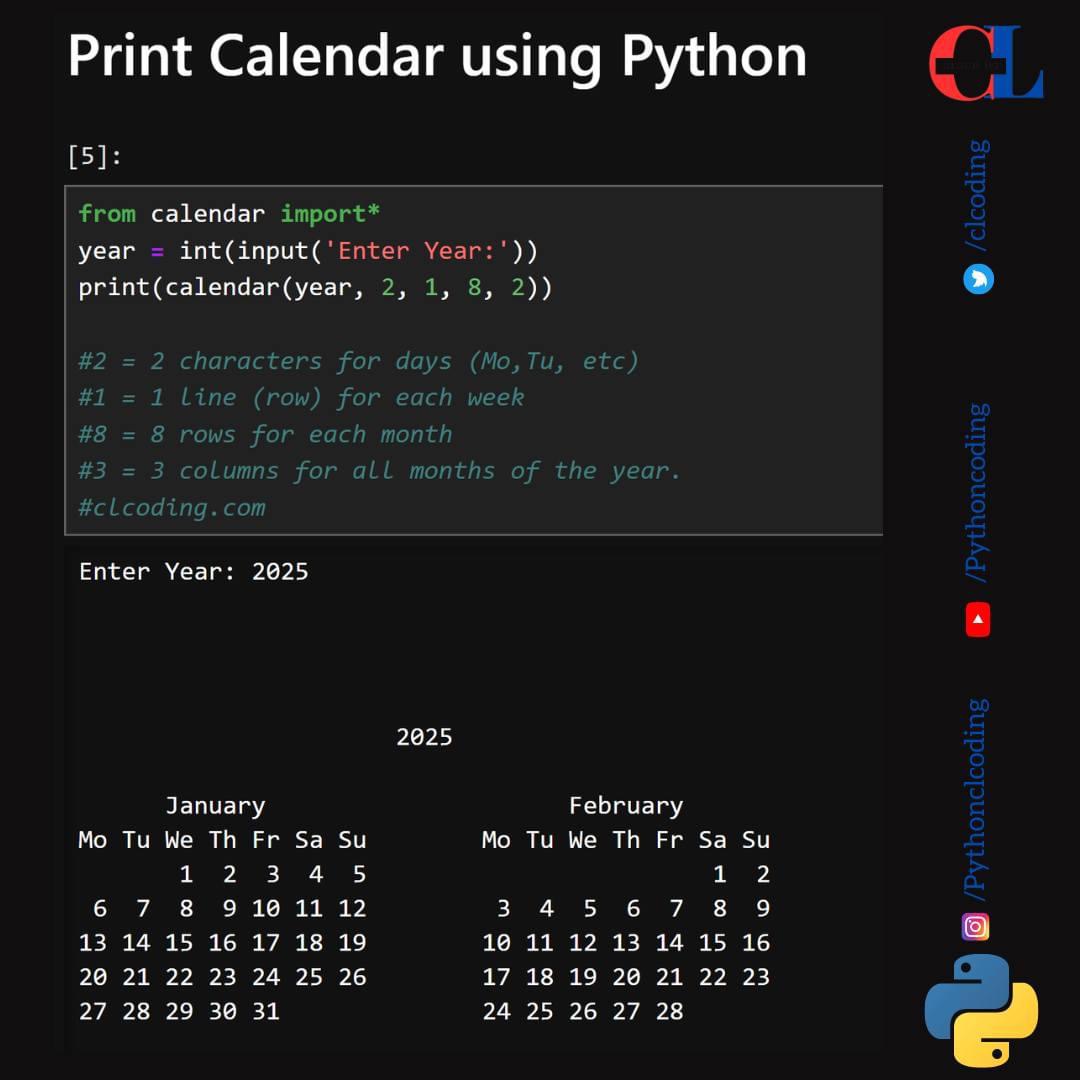 Print Calendar using Python
CL
[5]:
from calendar import*
year = int(input('Enter Year:'))
print(calendar(year, 2, 1, 8, 2))
#2 = 2 characters for days (Mo,Tu, etc)
#1 = 1 line (row) for each week
#8 = 8 rows for each month
#3 = 3 columns for all months of the year.
#clcoding.com
Enter Year: 2025
2025
January February
Mo Tu We Th Fr Sa Su Mo Tu We Th Fr Sa Su
1 2 3 4 5 1 2
6 7 8 9 10 11 12 3 4 5 6 7 8 9
13 14 15 16 17 18 19 10 11 12 13 14 15 16
20 21 22 23 24 25 26 17 18 19 20 21 22 23
27 28 29 30 31 24 25 26 27 28
/clcoding
/Pythoncoding
/Pythonclcoding